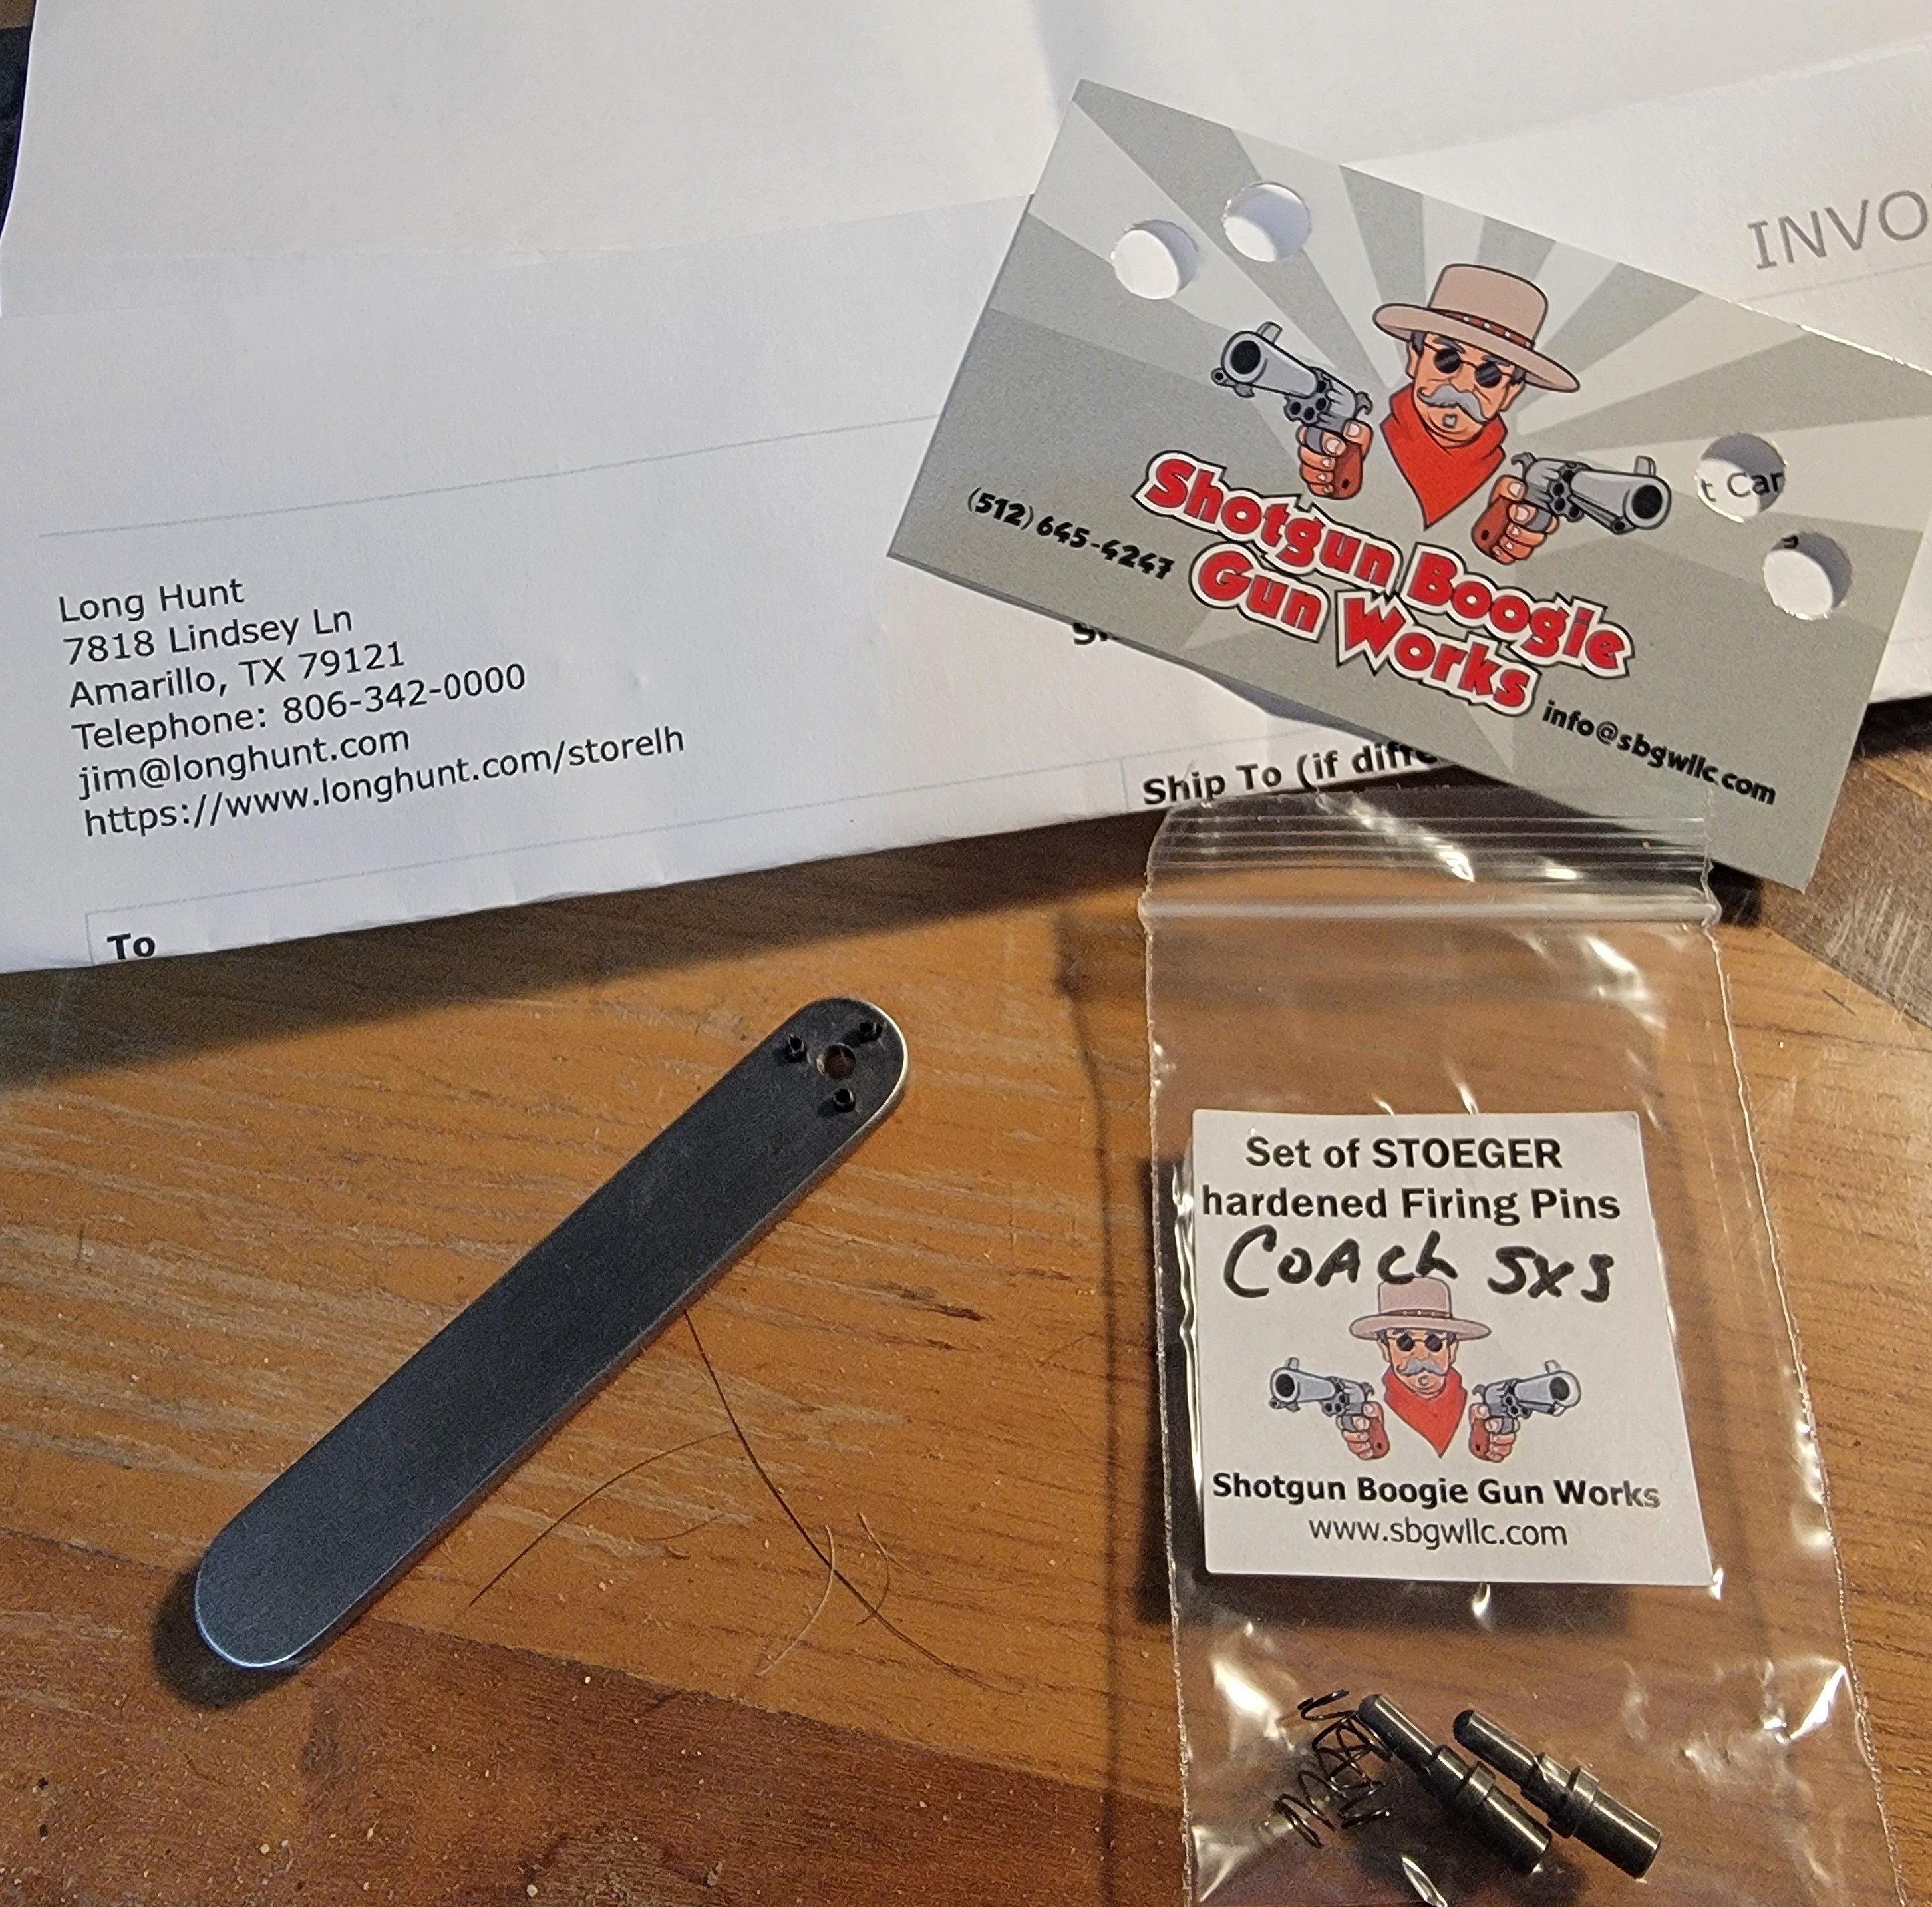 INVO
Long Hunt
7818 Lindsey Ln
Amarillo, TX 79121
Telephone: 806-342-0000
jim@longhunt.com
https://www.longhunt.com/storelh
To
Ship To (if diffe
t Car
(512) 645-4247
Shotgun Boogie
Gun Works
info@sbgwllc.com
Set of STOEGER
hardened Firing Pins
COACH SXS
Shotgun Boogie Gun Works
www.sbgwllc.com